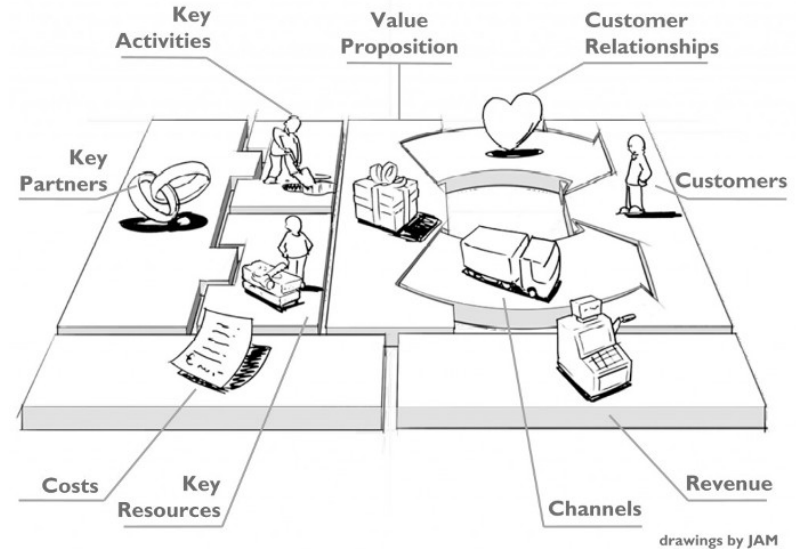 Key
Activities
Value
Proposition
Customer
Relationships
Key
Partners
Customers
Costs
Key
Resources
Channels
Revenue
drawings by JAM